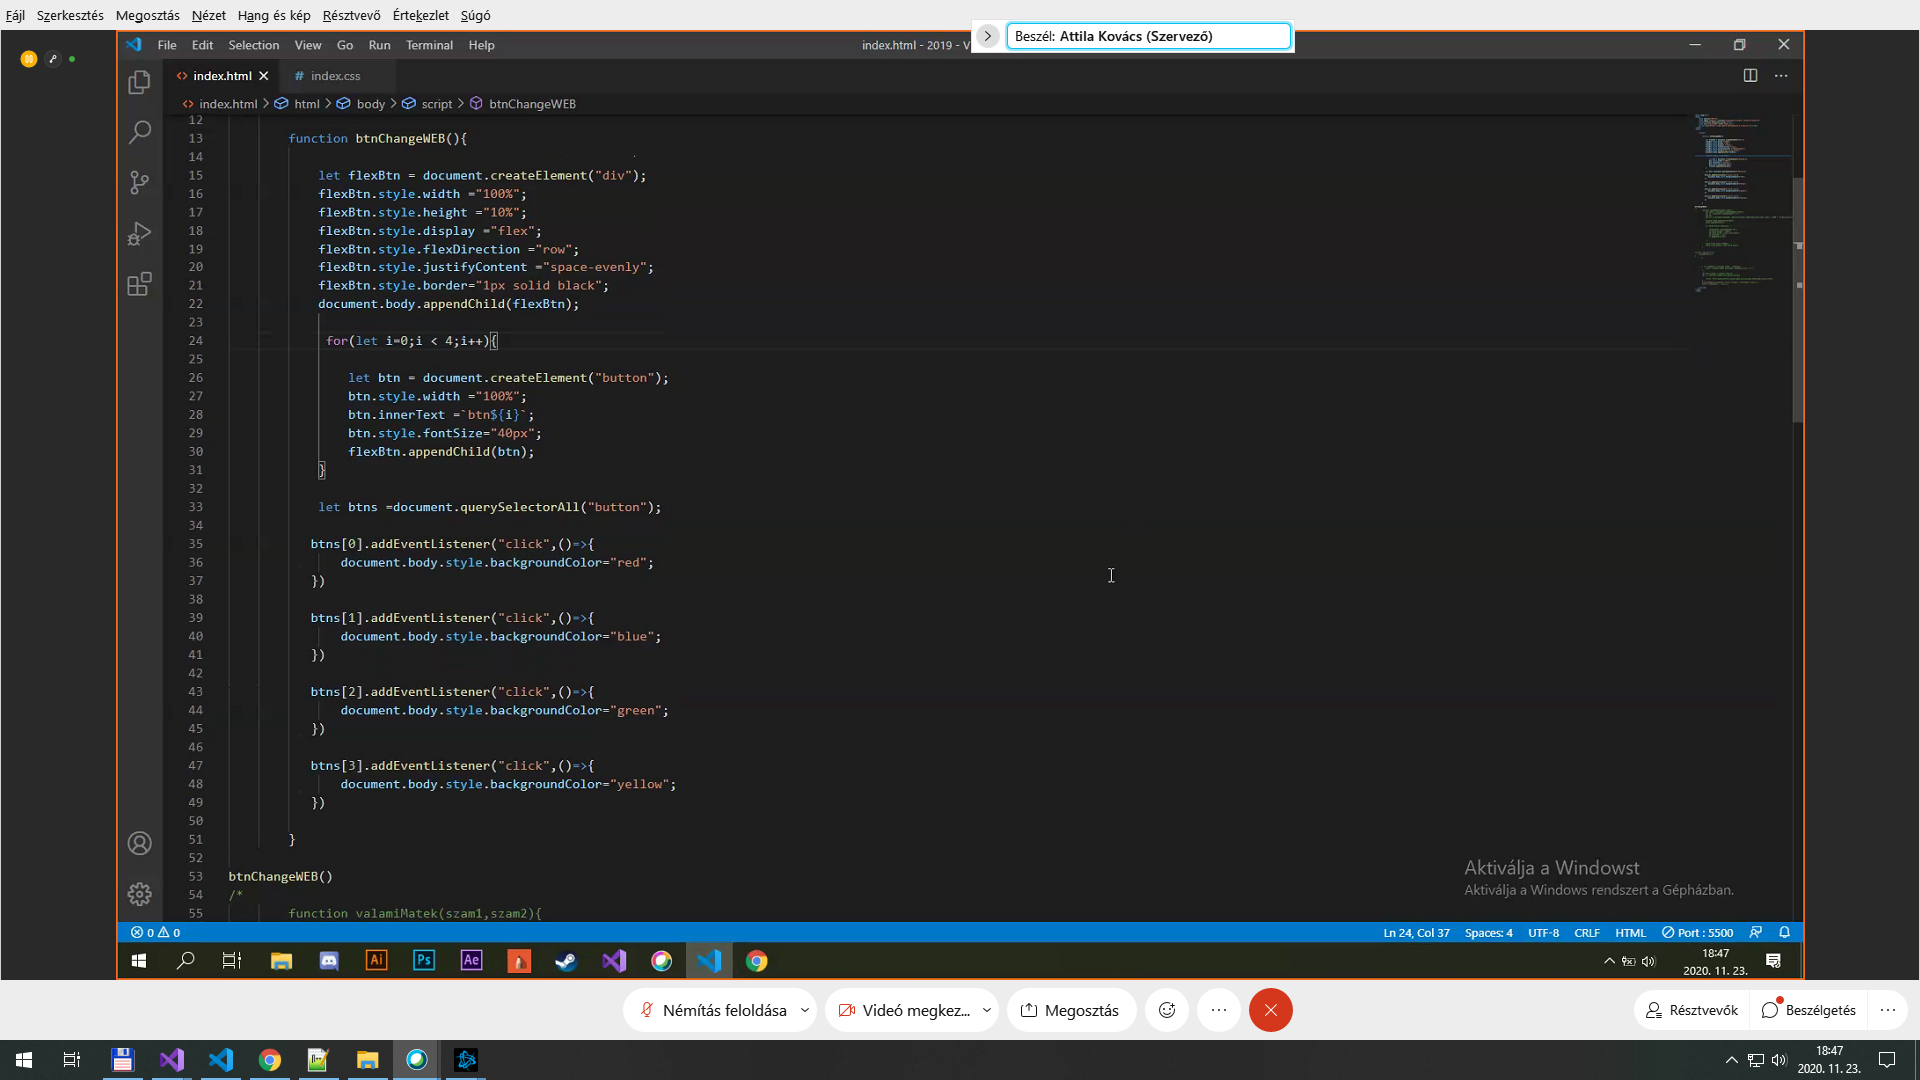 Fájl Szerkesztés Megosztás Nézet Hang és kép Résztvevő Értekezlet Súgó
Beszél: Attila Kovács (Szervező)
File Edit Selection View Go Run Terminal Help
index.html - 2019 - V
index.html
# index.css
index.html > html > body > script > btnChangeWEB
12
13 function btnChangeWEB(){
14
15 let flexBtn = document.createElement("div");
16 flexBtn.style.width ="100%";
17 flexBtn.style.height ="10%";
18 flexBtn.style.display ="flex";
19 flexBtn.style.flexDirection ="row";
20 flexBtn.style.justifyContent ="space-evenly";
21 flexBtn.style.border="1px solid black";
22 document.body.appendChild(flexBtn);
23
24 for(let i=0;i < 4;i++){
25
26 let btn = document.createElement("button");
27 btn.style.width ="100%";
28 btn.innerText =`btn${i}`;
29 btn.style.fontSize="40px";
30 flexBtn.appendChild(btn);
31 }
32
33 let btns =document.querySelectorAll("button");
34
35 btns[0].addEventListener("click",()=>{
36 document.body.style.backgroundColor="red";
37 })
38
39 btns[1].addEventListener("click",()=>{
40 document.body.style.backgroundColor="blue";
41 })
42
43 btns[2].addEventListener("click",()=>{
44 document.body.style.backgroundColor="green";
45 })
46
47 btns[3].addEventListener("click",()=>{
48 document.body.style.backgroundColor="yellow";
49 })
50
51 }
52
53 btnChangeWEB()
54 /*
55 function valamiMatek(szam1,szam2){
Aktiválja a Windowst
Aktiválja a Windows rendszert a Gépházban.
0 0
Ln 24, Col 37 Spaces: 4 UTF-8 CRLF HTML Port : 5500
Ai Ps Ae
18:47
2020. 11. 23.
Némítás feloldása
Videó megkez...
Megosztás
Résztvevők
Beszélgetés
18:47
2020. 11. 23.